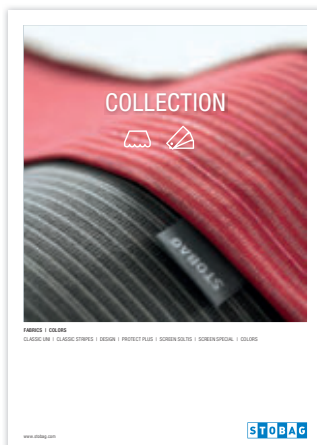 COLLECTION
STOBAG
FABRICS | COLORS
CLASSIC UNI | CLASSIC STRIPES | DESIGN | PROTECT PLUS | SCREEN SOLTIS | SCREEN SPECIAL | COLORS
www.stobag.com
STOBAG